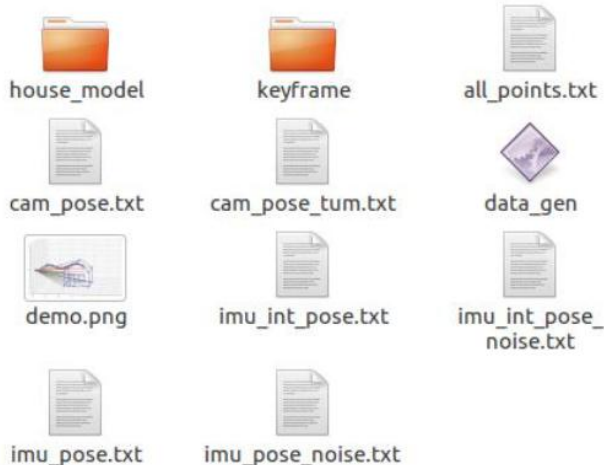 house_model
keyframe
all_points.txt
cam_pose.txt
cam_pose_tum.txt
data_gen
demo.png
imu_int_pose.txt
imu_int_pose_
noise.txt
imu_pose.txt
imu_pose_noise.txt